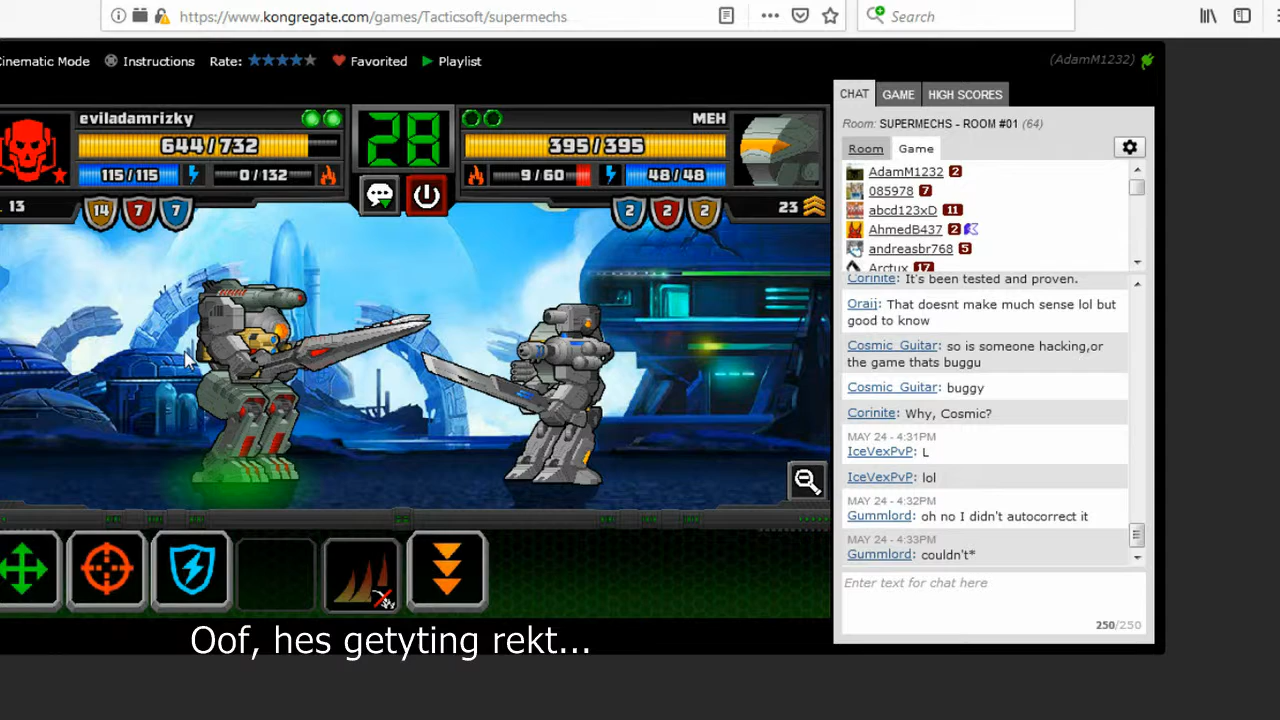 https://www.kongregate.com/games/Tacticsoft/supermechs
Search
Cinematic Mode
Instructions
Rate:
Favorited
Playlist
(AdamM1232)
eviladamrizky
644/732
115/115
0/132
13
14
7
7
28
MEH
395/395
9/60
48/48
2
2
2
23
CHAT
GAME
HIGH SCORES
Room: SUPERMECHS - ROOM #01 (64)
Room
Game
AdamM1232 2
085978 7
abcd123xD 11
AhmedB437 2
andreasbr768 5
Arctux 17
Corinite: It's been tested and proven.
Oraij: That doesnt make much sense lol but
good to know
Cosmic_Guitar: so is someone hacking,or
the game thats buggu
Cosmic_Guitar: buggy
Corinite: Why, Cosmic?
MAY 24 - 4:31PM
IceVexPvP: L
IceVexPvP: lol
MAY 24 - 4:32PM
Gummlord: oh no I didn't autocorrect it
MAY 24 - 4:33PM
Gummlord: couldn't*
Enter text for chat here
250/250
Oof, hes getyting rekt...